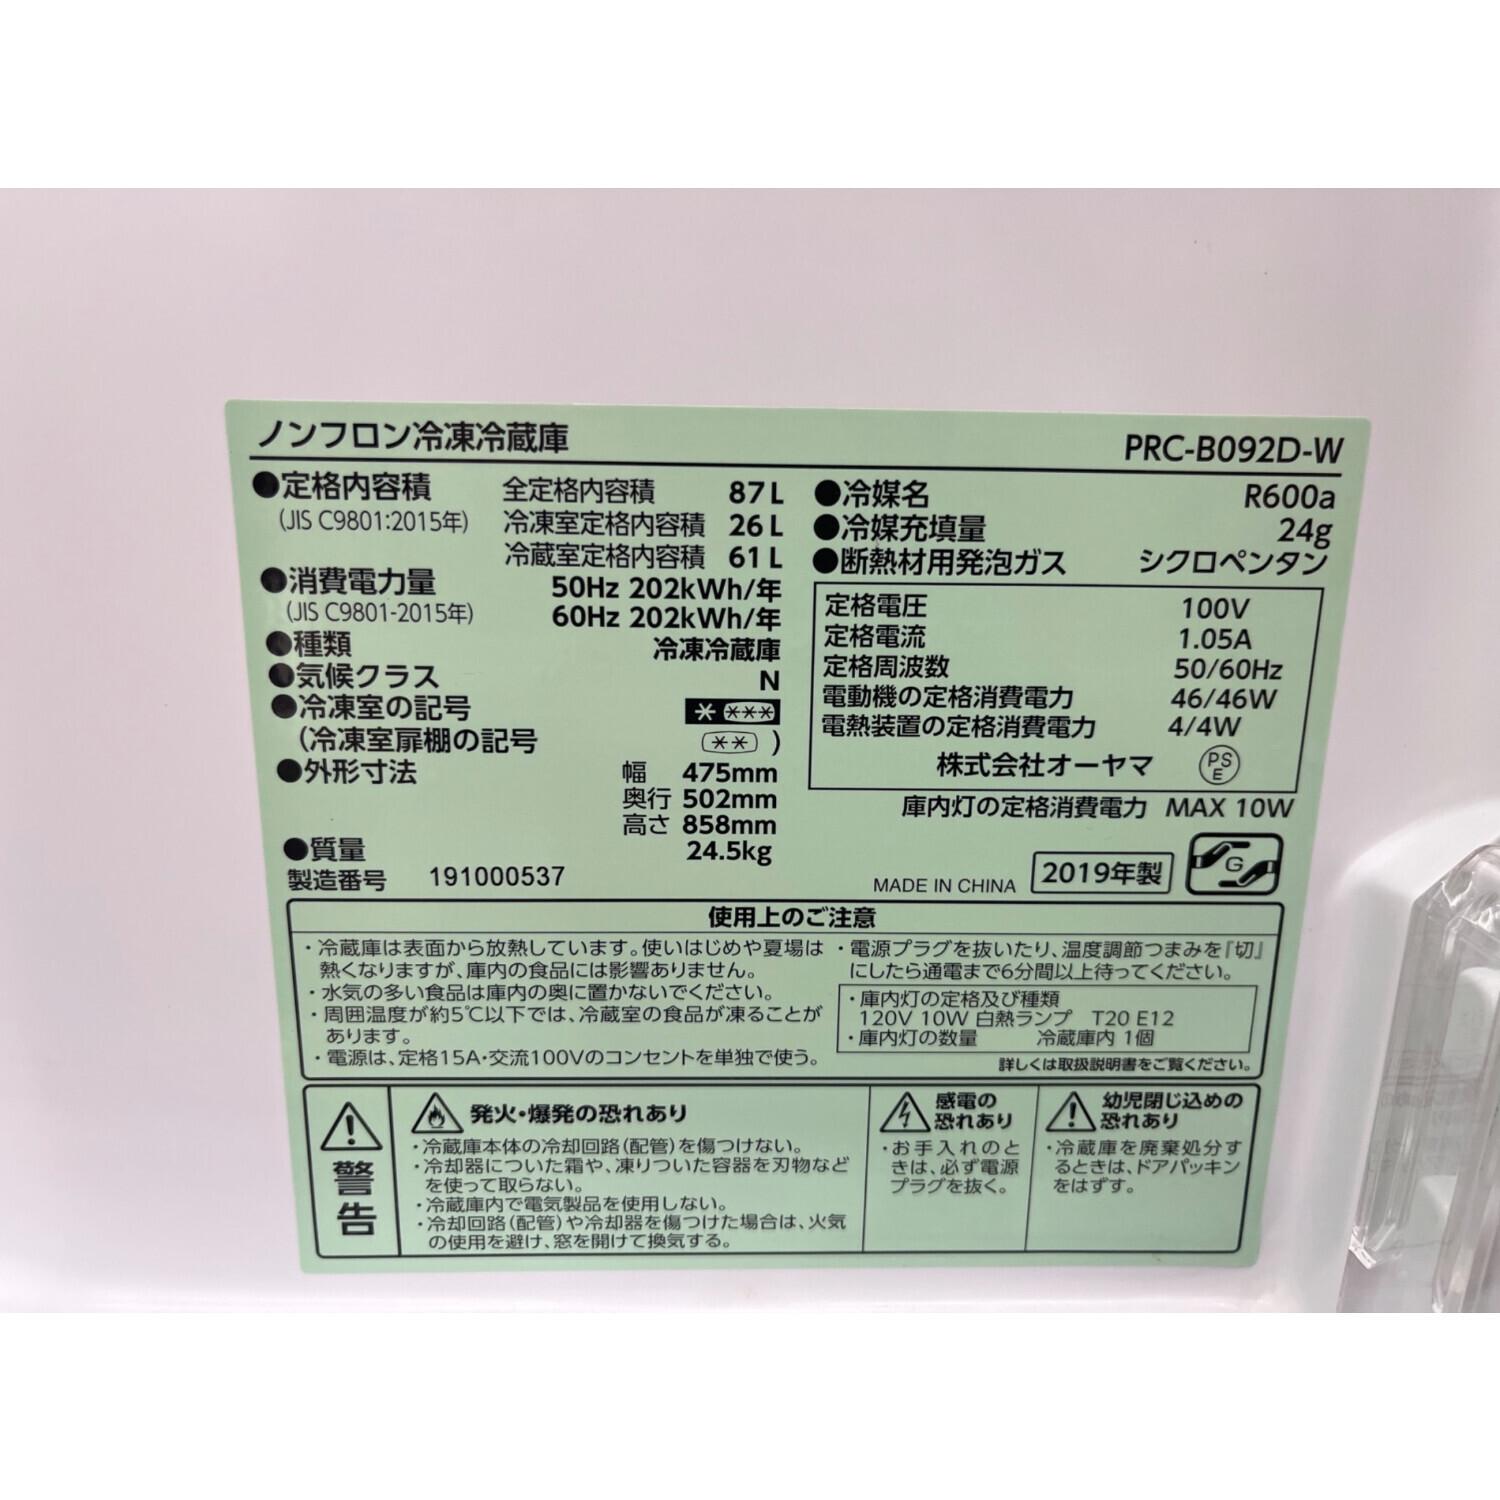 ノンフロン冷凍冷蔵庫 PRC-B092D-W
●定格内容積 全定格内容積 87L
(JIS C9801:2015年) 冷凍室定格内容積 26L
冷蔵室定格内容積 61L
●消費電力量 50Hz 202kWh/年
(JIS C9801-2015年) 60Hz 202kWh/年
●種類 冷凍冷蔵庫
●気候クラス N
●冷凍室の記号 * ***
(冷凍室扉棚の記号 ** )
●外形寸法 幅 475mm
奥行 502mm
高さ 858mm
●質量 24.5kg
製造番号 191000537
●冷媒名 R600a
●冷媒充填量 24g
●断熱材用発泡ガス シクロペンタン
定格電圧 100V
定格電流 1.05A
定格周波数 50/60Hz
電動機の定格消費電力 46/46W
電熱装置の定格消費電力 4/4W
株式会社オーヤマ PSE
庫内灯の定格消費電力 MAX 10W
MADE IN CHINA 2019年製 G
使用上のご注意
・冷蔵庫は表面から放熱しています。使いはじめや夏場は
熱くなりますが、庫内の食品には影響ありません。
・水気の多い食品は庫内の奥に置かないでください。
・周囲温度が約5℃以下では、冷蔵室の食品が凍ることが
あります。
・電源は、定格15A・交流100Vのコンセントを単独で使う。
・電源プラグを抜いたり、温度調節つまみを『切』
にしたら通電まで6分間以上待ってください。
・庫内灯の定格及び種類
120V 10W 白熱ランプ T20 E12
・庫内灯の数量 冷蔵庫内 1個
詳しくは取扱説明書をご覧ください。
警告
発火・爆発の恐れあり
・冷蔵庫本体の冷却回路(配管)を傷つけない。
・冷却器についた霜や、凍りついた容器を刃物など
を使って取らない。
・冷蔵庫内で電気製品を使用しない。
・冷却回路(配管)や冷却器を傷つけた場合は、火気
の使用を避け、窓を開けて換気する。
感電の
恐れあり
・お手入れのと
きは、必ず電源
プラグを抜く。
幼児閉じ込めの
恐れあり
・冷蔵庫を廃棄処分す
るときは、ドアパッキン
をはずす。